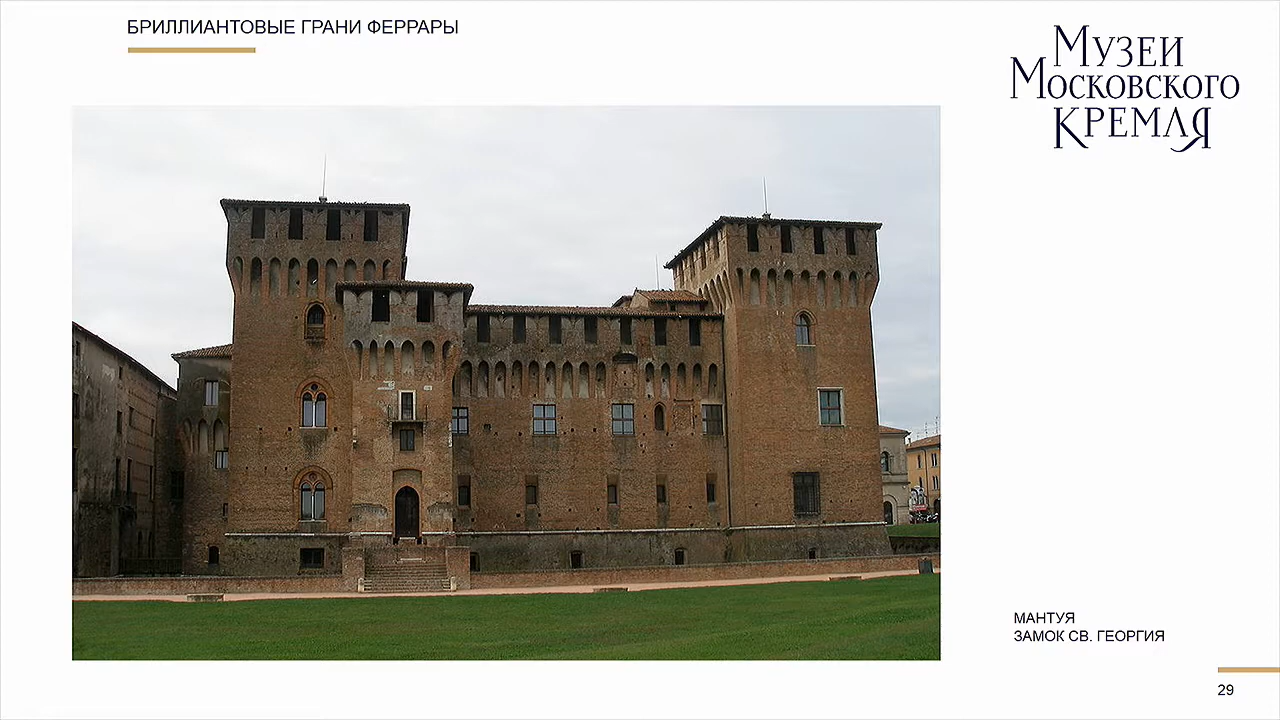 БРИЛЛИАНТОВЫЕ ГРАНИ ФЕРРАРЫ
Музеи
Московского
Кремля
МАНТУЯ
ЗАМОК СВ. ГЕОРГИЯ
29